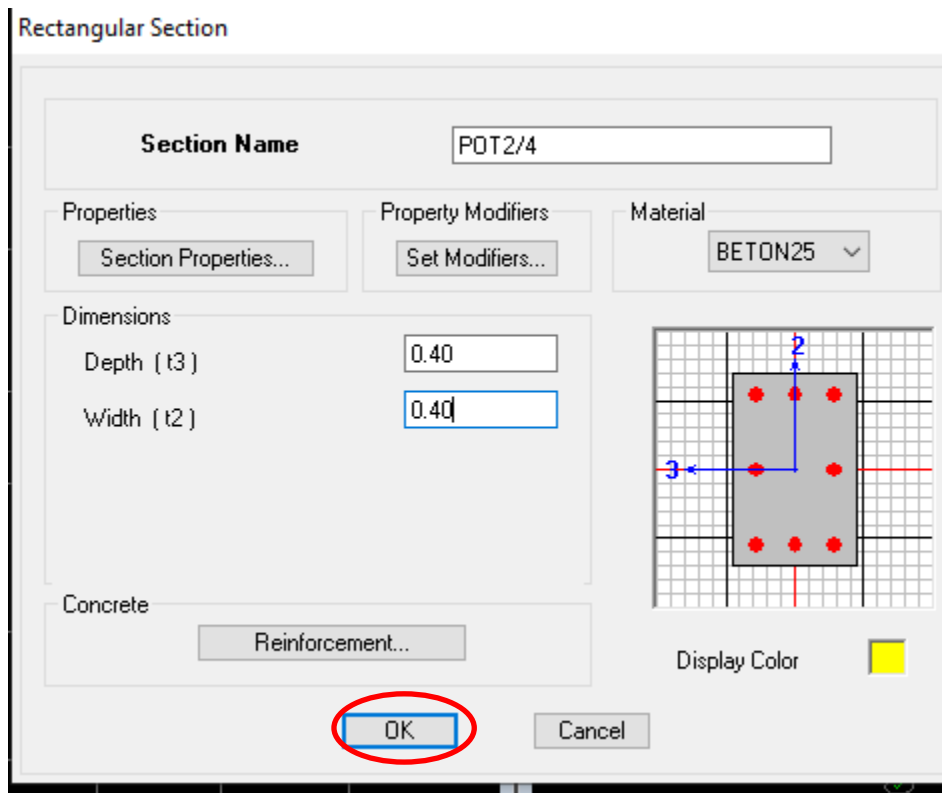 Rectangular Section
Section Name POT2/4
Properties Property Modifiers Material
Section Properties... Set Modifiers... BETON25
Dimensions
Depth ( t3 ) 0.40
Width ( t2 ) 0.40
2
3
Concrete
Reinforcement...
Display Color
OK Cancel